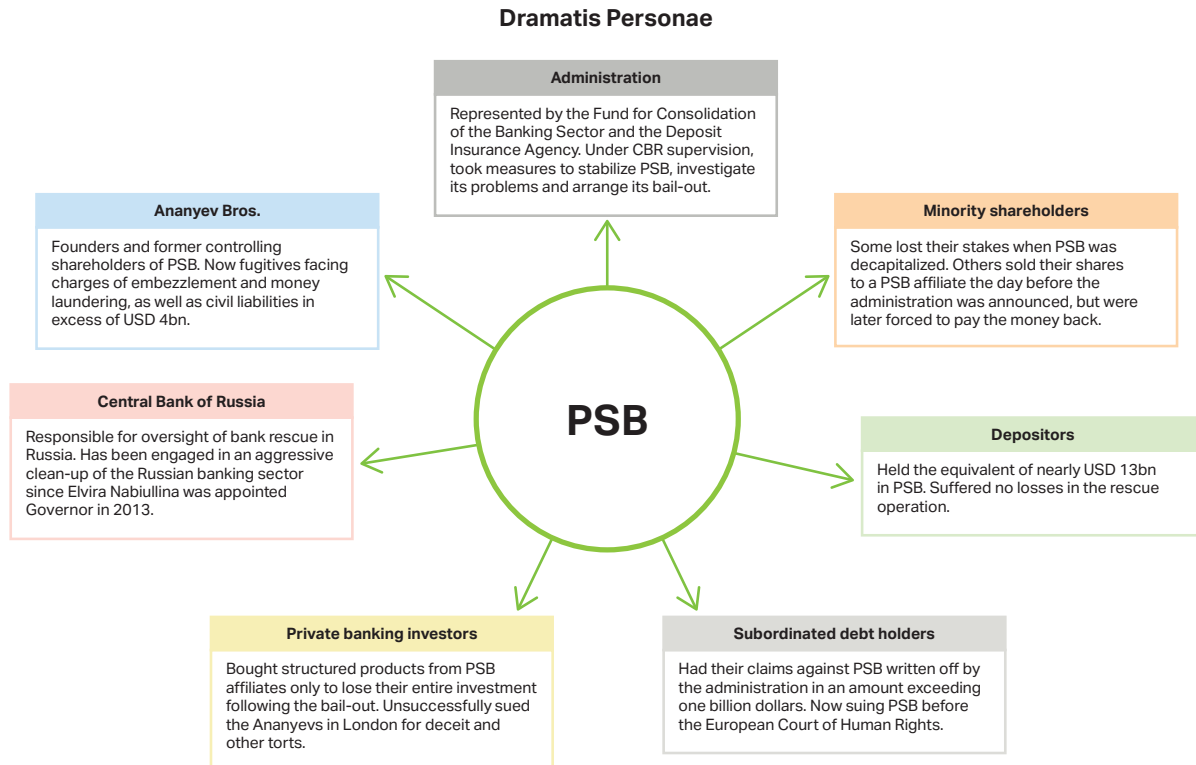 Dramatis Personae
Administration
Represented by the Fund for Consolidation
of the Banking Sector and the Deposit
Insurance Agency. Under CBR supervision,
took measures to stabilize PSB, investigate
its problems and arrange its bail-out.
Ananyev Bros.
Founders and former controlling
shareholders of PSB. Now fugitives facing
charges of embezzlement and money
laundering, as well as civil liabilities in
excess of USD 4bn.
Minority shareholders
Some lost their stakes when PSB was
decapitalized. Others sold their shares
to a PSB affiliate the day before the
administration was announced, but were
later forced to pay the money back.
Central Bank of Russia
Responsible for oversight of bank rescue in
Russia. Has been engaged in an aggressive
clean-up of the Russian banking sector
since Elvira Nabiullina was appointed
Governor in 2013.
PSB
Depositors
Held the equivalent of nearly USD 13bn
in PSB. Suffered no losses in the rescue
operation.
Private banking investors
Bought structured products from PSB
affiliates only to lose their entire investment
following the bail-out. Unsuccessfully sued
the Ananyevs in London for deceit and
other torts.
Subordinated debt holders
Had their claims against PSB written off by
the administration in an amount exceeding
one billion dollars. Now suing PSB before
the European Court of Human Rights.